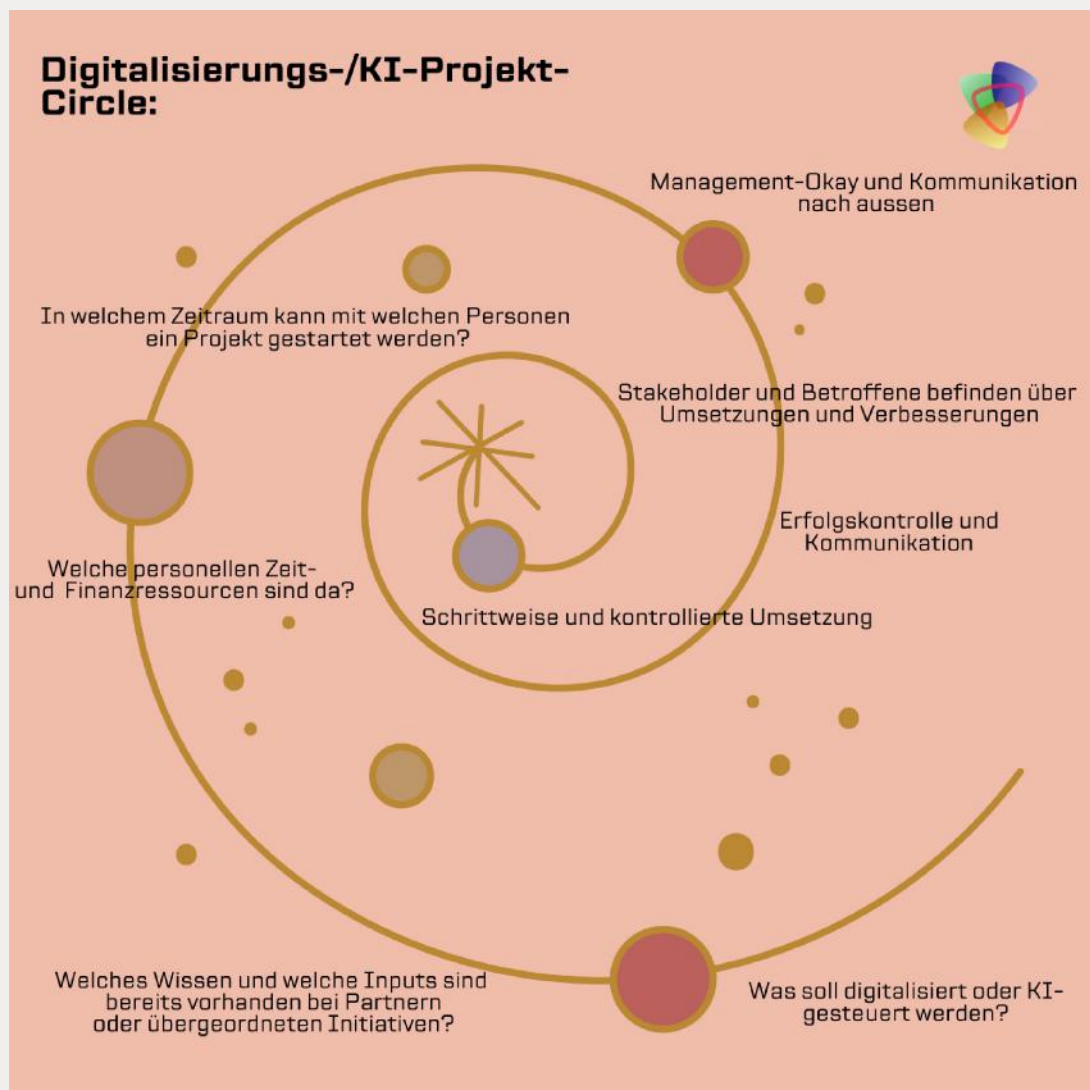 Digitalisierungs-/KI-Projekt-
Circle:
Management-Okay und Kommunikation
nach aussen
In welchem Zeitraum kann mit welchen Personen
ein Projekt gestartet werden?
Stakeholder und Betroffene befinden über
Umsetzungen und Verbesserungen
Erfolgskontrolle und
Kommunikation
Welche personellen Zeit-
und Finanzressourcen sind da?
Schrittweise und kontrollierte Umsetzung
Welches Wissen und welche Inputs sind
bereits vorhanden bei Partnern
oder übergeordneten Initiativen?
Was soll digitalisiert oder KI-
gesteuert werden?